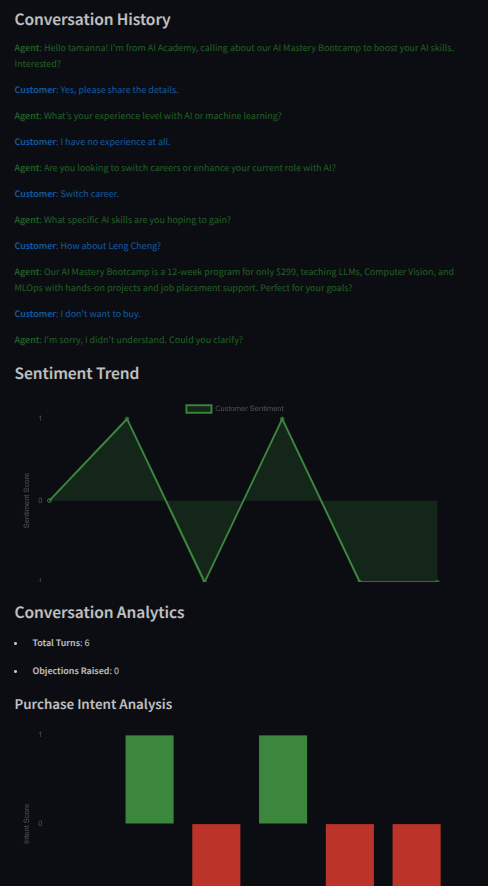 Conversation History
Agent: Hello tamanna! I'm from AI Academy, calling about our AI Mastery Bootcamp to boost your AI skills.
Interested?
Customer: Yes, please share the details.
Agent: What's your experience level with AI or machine learning?
Customer: I have no experience at all.
Agent: Are you looking to switch careers or enhance your current role with AI?
Customer: Switch career.
Agent: What specific AI skills are you hoping to gain?
Customer: How about Leng Cheng?
Agent: Our AI Mastery Bootcamp is a 12-week program for only $299, teaching LLMs, Computer Vision, and
MLOps with hands-on projects and job placement support. Perfect for your goals?
Customer: I don't want to buy.
Agent: I'm sorry, I didn't understand. Could you clarify?
Sentiment Trend
Customer Sentiment
1
Sentiment Score
0
-1
Conversation Analytics
Total Turns: 6
Objections Raised: 0
Purchase Intent Analysis
1
Intent Score
0